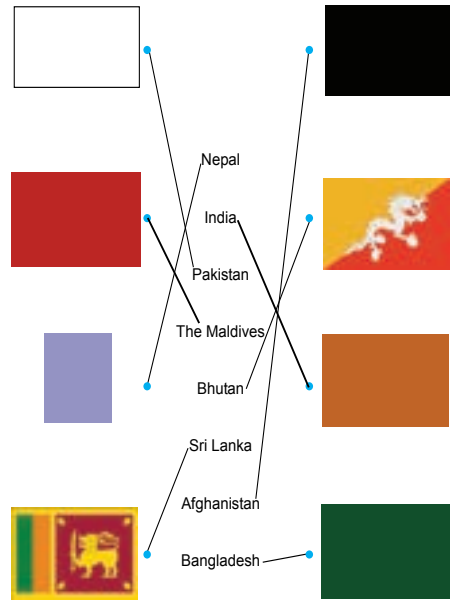 Nepal
India
Pakistan
The Maldives
Bhutan
Sri Lanka
Afghanistan
Bangladesh